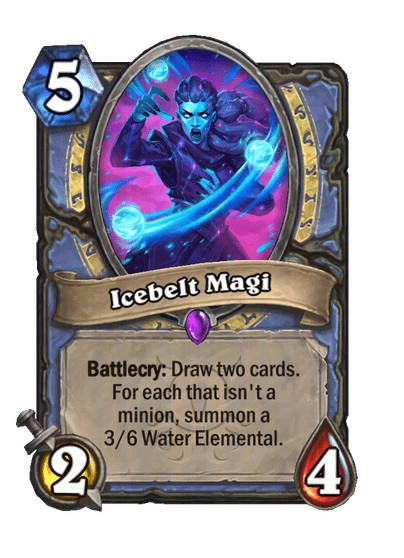 5
Icebelt Magi
Battlecry: Draw two cards.
For each that isn't a
minion, summon a
3/6 Water Elemental.
2
4